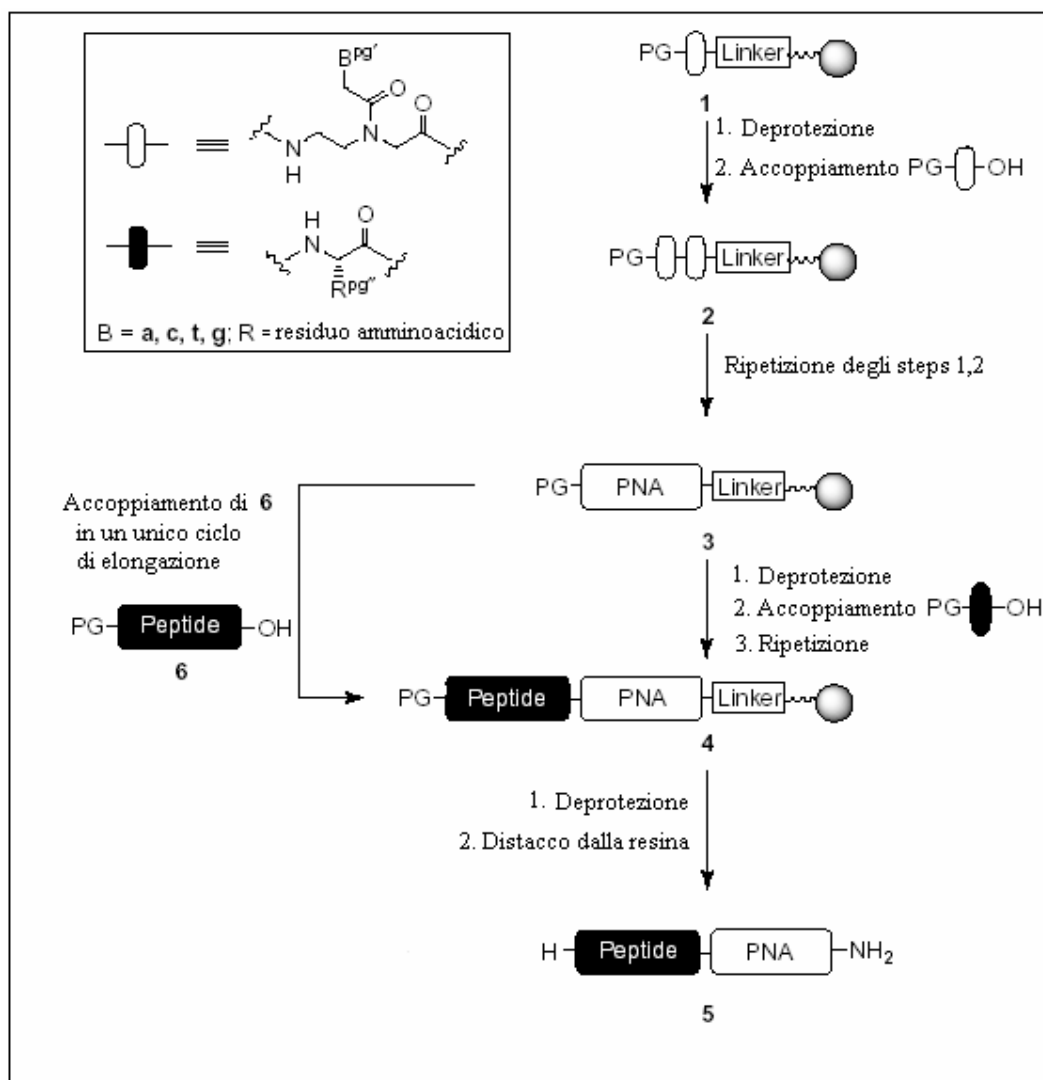 B^pg'
O
O
N
N
H
H
N
O
R^pg''
B = a, c, t, g; R = residuo amminoacidico
PG Linker
1
1. Deprotezione
2. Accoppiamento PG OH
PG Linker
2
Ripetizione degli steps 1,2
PG PNA Linker
3
Accoppiamento di 6
in un unico ciclo
di elongazione
PG Peptide OH
6
1. Deprotezione
2. Accoppiamento PG OH
3. Ripetizione
PG Peptide PNA Linker
4
1. Deprotezione
2. Distacco dalla resina
H Peptide PNA NH2
5